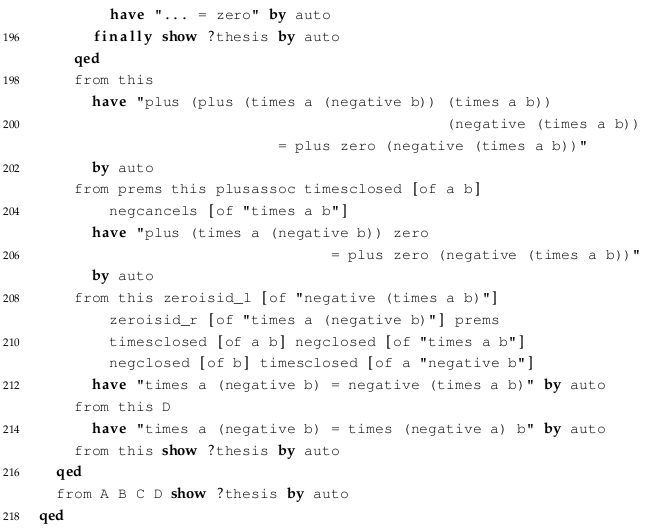 have "... = zero" by auto
196 finally show ?thesis by auto
qed
198 from this
have "plus (plus (times a (negative b)) (times a b))
200 (negative (times a b))
= plus zero (negative (times a b))"
202 by auto
from prems this plusassoc timesclosed [of a b]
204 negcancels [of "times a b"]
have "plus (times a (negative b)) zero
206 = plus zero (negative (times a b))"
by auto
208 from this zeroisid_l [of "negative (times a b)"]
zeroisid_r [of "times a (negative b)"] prems
210 timesclosed [of a b] negclosed [of "times a b"]
negclosed [of b] timesclosed [of a "negative b"]
212 have "times a (negative b) = negative (times a b)" by auto
from this D
214 have "times a (negative b) = times (negative a) b" by auto
from this show ?thesis by auto
216 qed
from A B C D show ?thesis by auto
218 qed